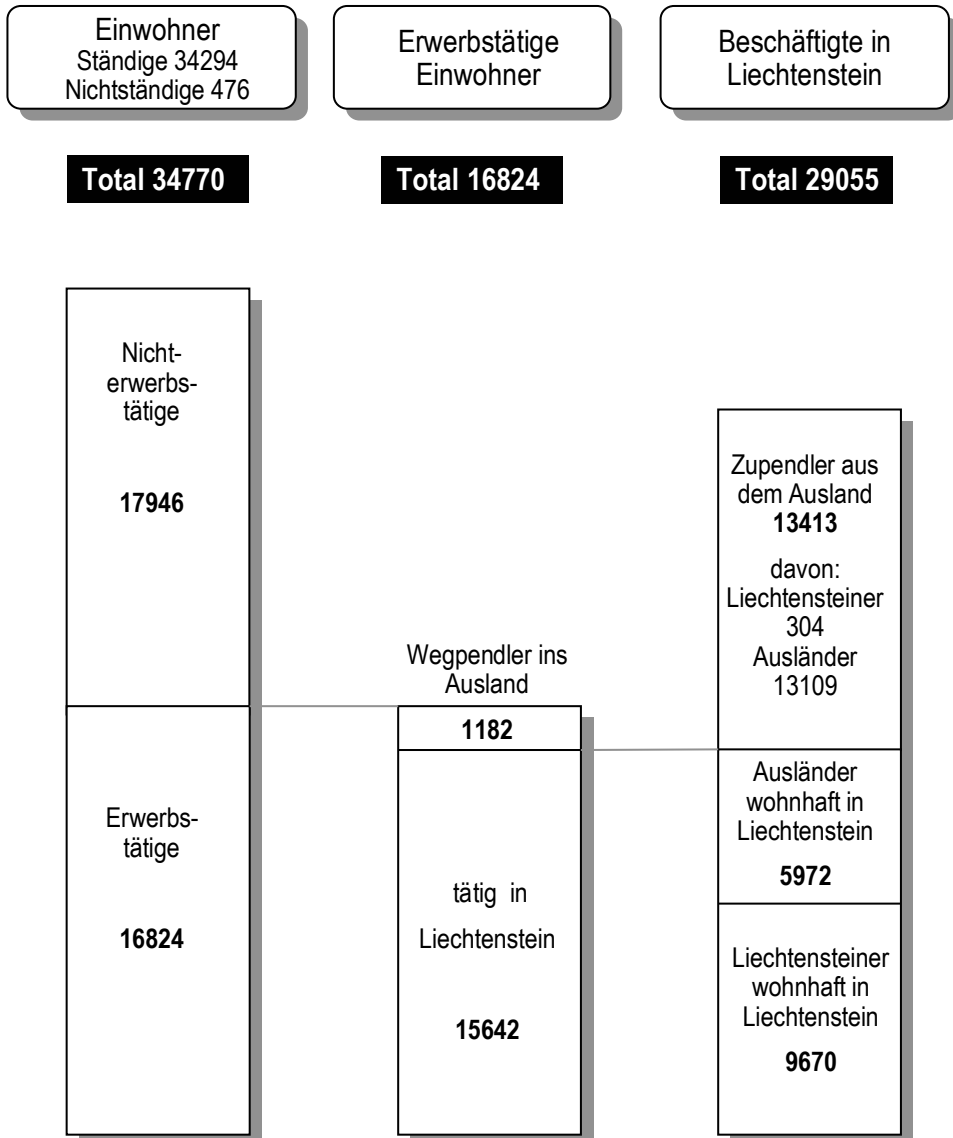 Einwohner
Ständige 34294
Nichtständige 476
Erwerbstätige
Einwohner
Beschäftigte in
Liechtenstein
Total 34770
Total 16824
Total 29055
Nicht-
erwerbs-
tätige
17946
Erwerbs-
tätige
16824
Wegpendler ins
Ausland
1182
tätig in
Liechtenstein
15642
Zupendler aus
dem Ausland
13413
davon:
Liechtensteiner
304
Ausländer
13109
Ausländer
wohnhaft in
Liechtenstein
5972
Liechtensteiner
wohnhaft in
Liechtenstein
9670